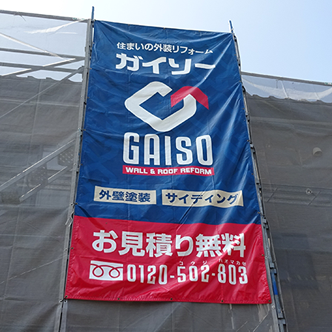 住まいの外装リフォーム
ガイソー
GAISO
WALL & ROOF REFORM
外壁塗装 サイディング
お見積り無料
0120-502-803